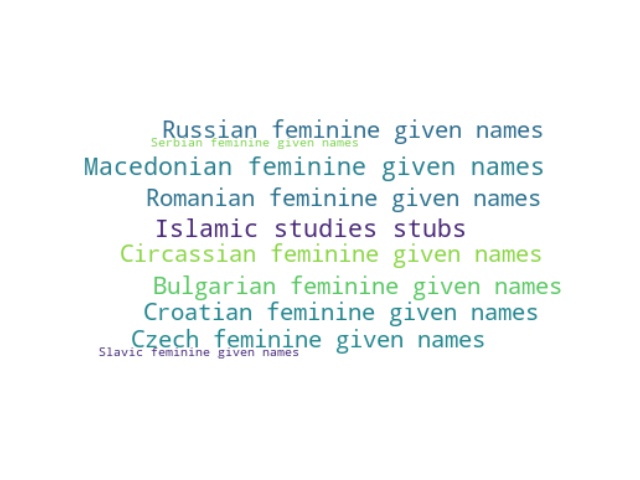 Russian feminine given names
Serbian feminine given names
Macedonian feminine given names
Romanian feminine given names
Islamic studies stubs
Circassian feminine given names
Bulgarian feminine given names
Croatian feminine given names
Czech feminine given names
Slavic feminine given names